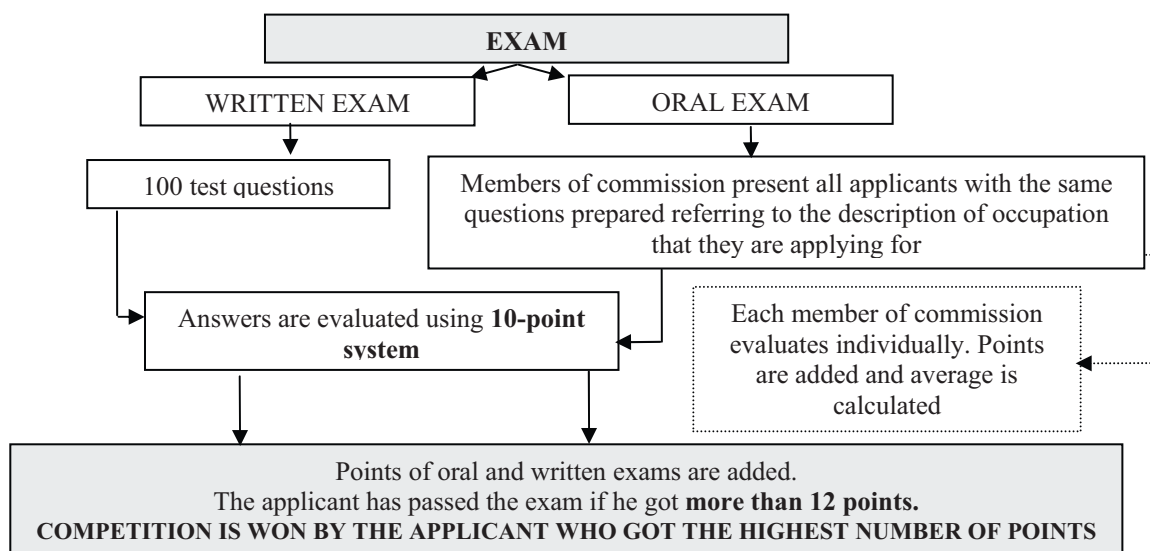 EXAM
WRITTEN EXAM
ORAL EXAM
100 test questions
Members of commission present all applicants with the same
questions prepared referring to the description of occupation
that they are applying for
Answers are evaluated using 10-point
system
Each member of commission
evaluates individually. Points
are added and average is
calculated
Points of oral and written exams are added.
The applicant has passed the exam if he got more than 12 points.
COMPETITION IS WON BY THE APPLICANT WHO GOT THE HIGHEST NUMBER OF POINTS